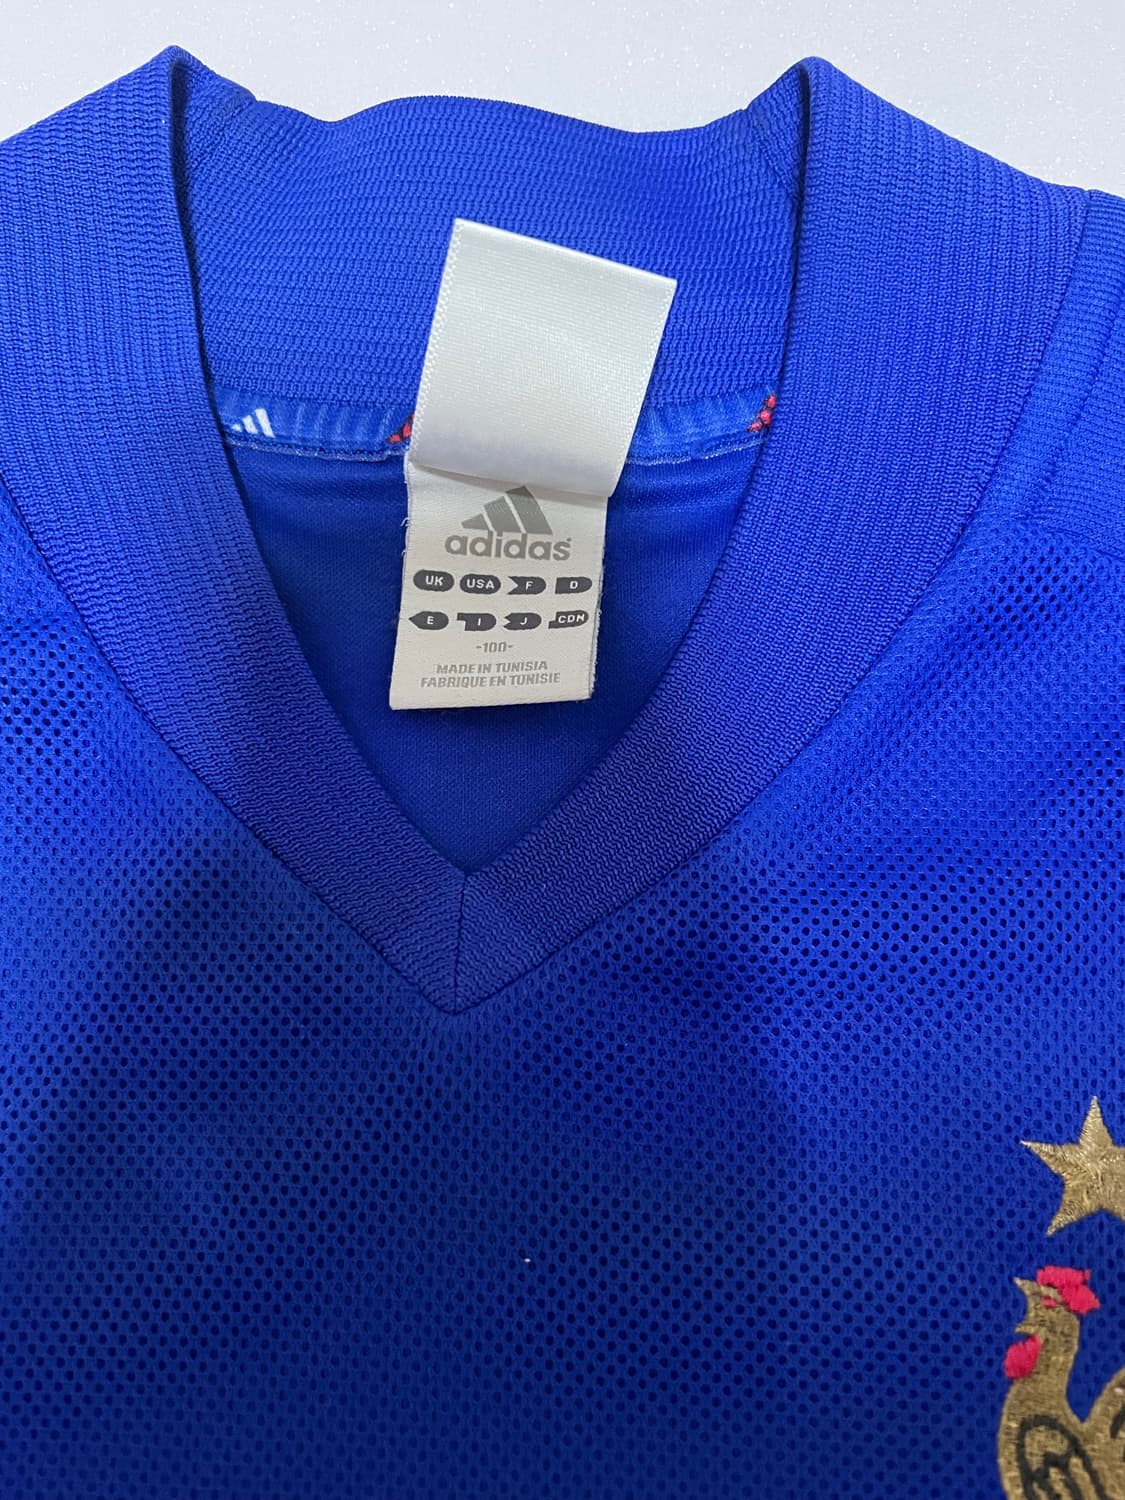 adidas
UK USA F D
E I J CDN
-100-
MADE IN TUNISIA
FABRIQUE EN TUNISIE